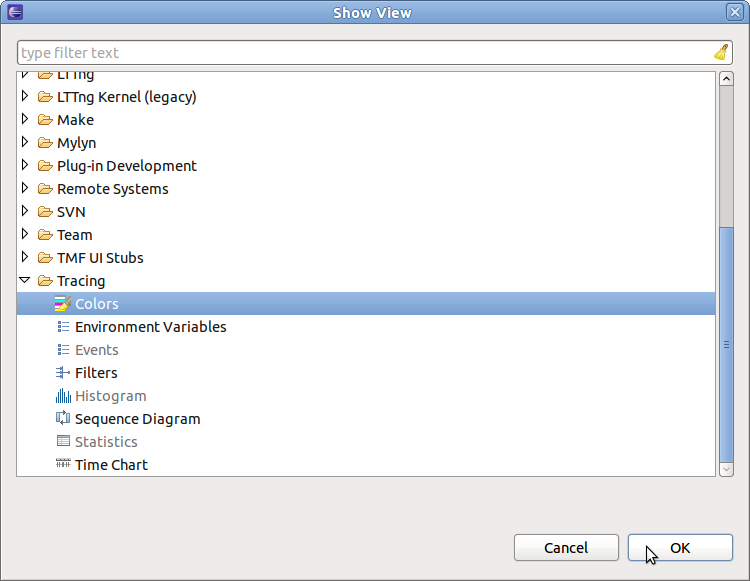 Show View
type filter text
LTTng
LTTng Kernel (legacy)
Make
Mylyn
Plug-in Development
Remote Systems
SVN
Team
TMF UI Stubs
Tracing
Colors
Environment Variables
Events
Filters
Histogram
Sequence Diagram
Statistics
Time Chart
Cancel
OK